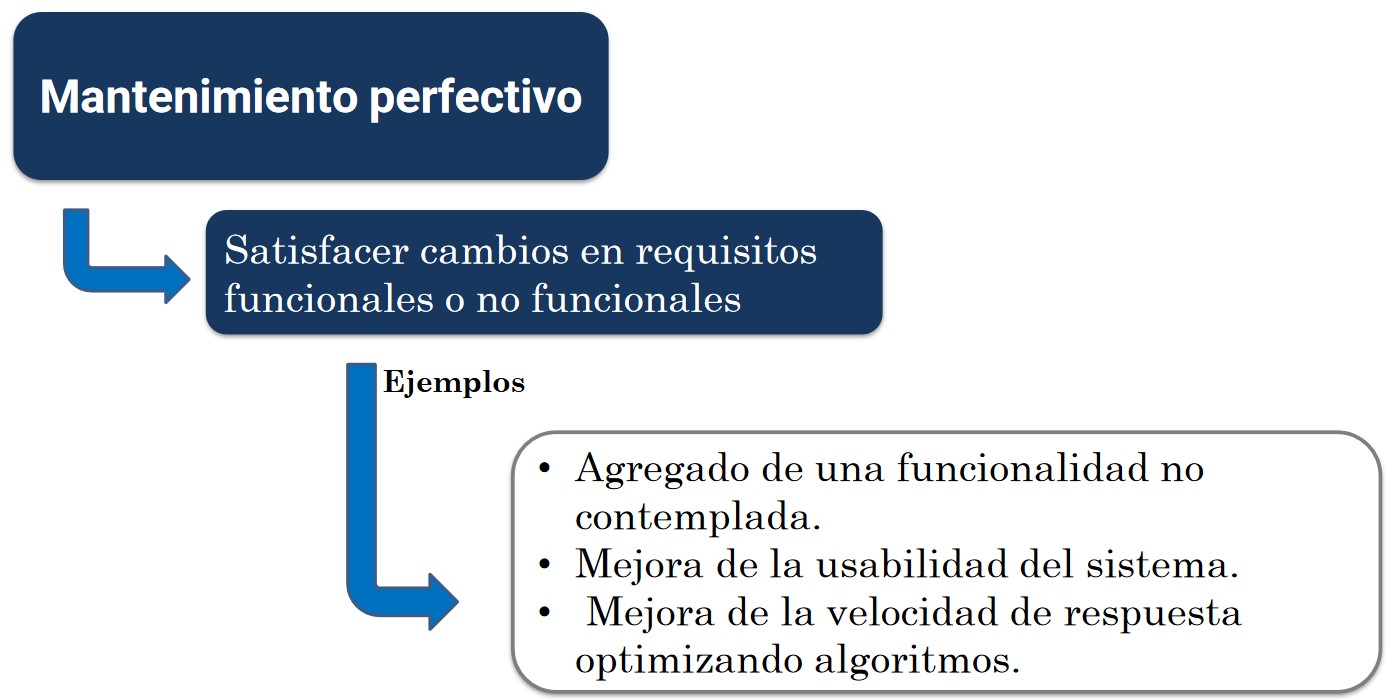 Mantenimiento perfectivo
Satisfacer cambios en requisitos
funcionales o no funcionales
Ejemplos
• Agregado de una funcionalidad no
contemplada.
• Mejora de la usabilidad del sistema.
• Mejora de la velocidad de respuesta
optimizando algoritmos.